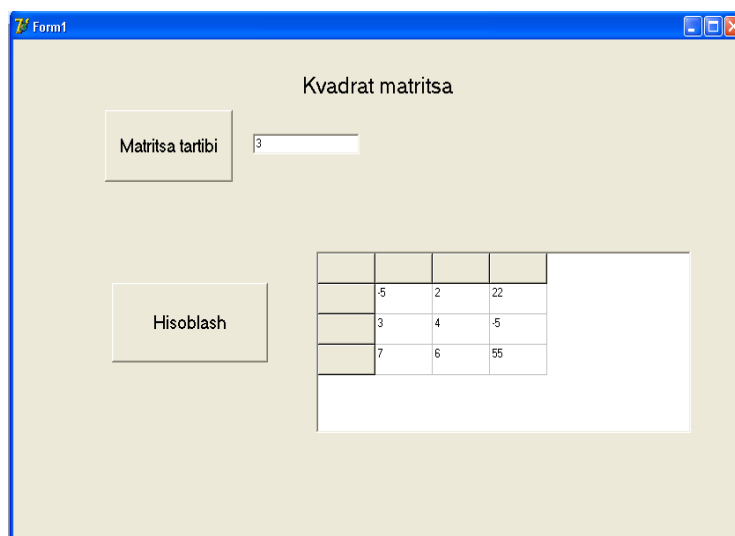 Form1
Kvadrat matritsa
Matritsa tartibi
3
-5 2 22
Hisoblash
3 4 -5
7 6 55